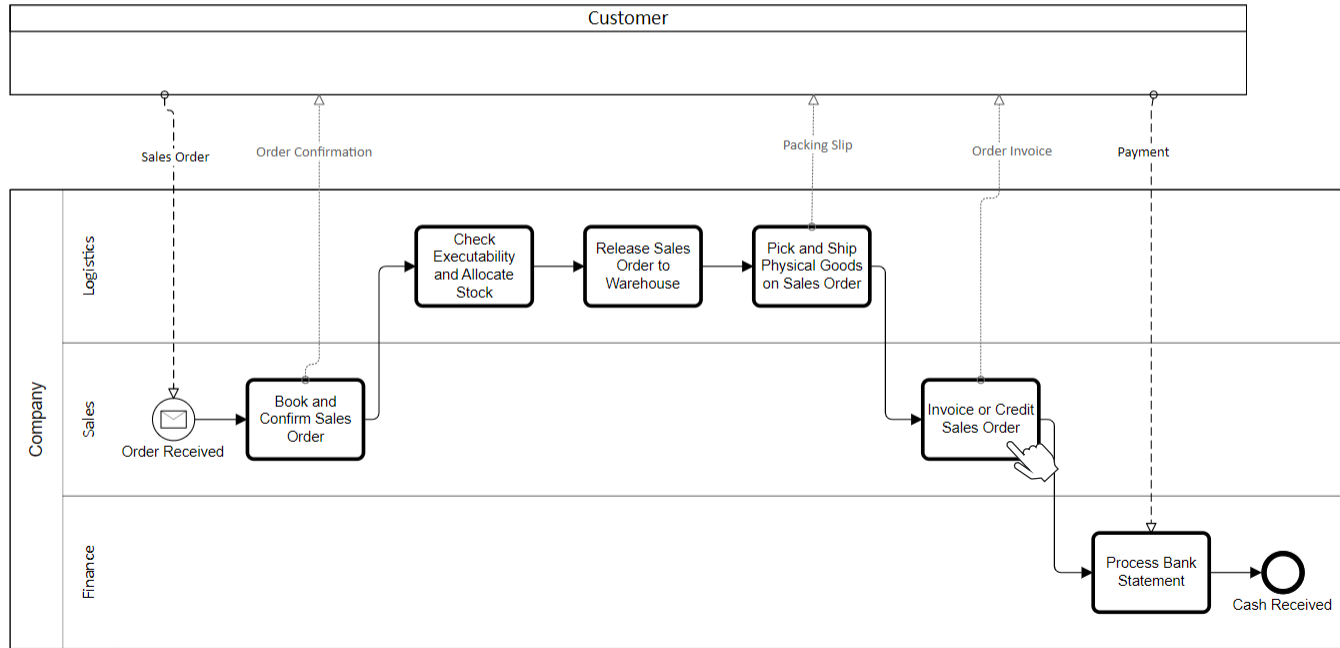 Customer
Sales Order
Order Confirmation
Packing Slip
Order Invoice
Payment
Company
Logistics
Check
Executability
and Allocate
Stock
Release Sales
Order to
Warehouse
Pick and Ship
Physical Goods
on Sales Order
Sales
Order Received
Book and
Confirm Sales
Order
Invoice or Credit
Sales Order
Finance
Process Bank
Statement
Cash Received